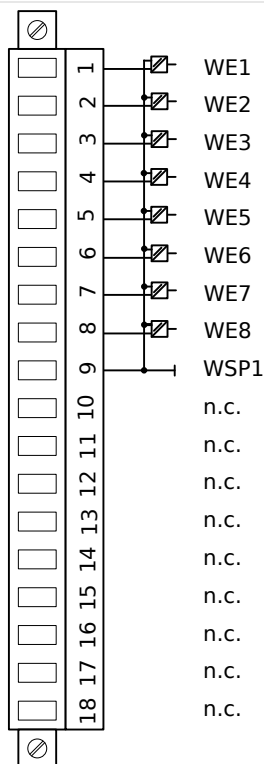 1 WE1
2 WE2
3 WE3
4 WE4
5 WE5
6 WE6
7 WE7
8 WE8
9 WSP1
10 n.c.
11 n.c.
12 n.c.
13 n.c.
14 n.c.
15 n.c.
16 n.c.
17 n.c.
18 n.c.